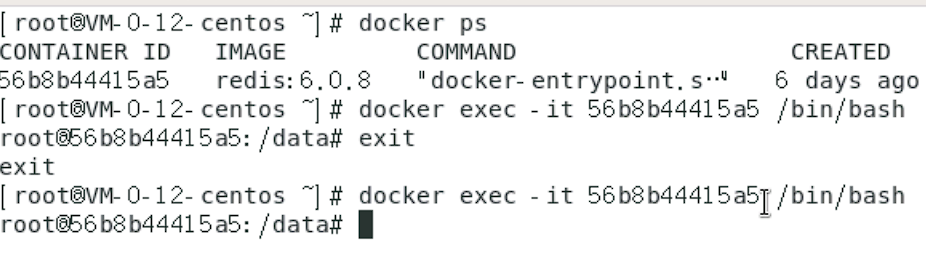 [root@VM-0-12-centos ~]# docker ps
CONTAINER ID   IMAGE         COMMAND                  CREATED
56b8b44415a5   redis:6.0.8   "docker-entrypoint.s…"   6 days ago
[root@VM-0-12-centos ~]# docker exec -it 56b8b44415a5 /bin/bash
root@56b8b44415a5:/data# exit
exit
[root@VM-0-12-centos ~]# docker exec -it 56b8b44415a5 /bin/bash
root@56b8b44415a5:/data#